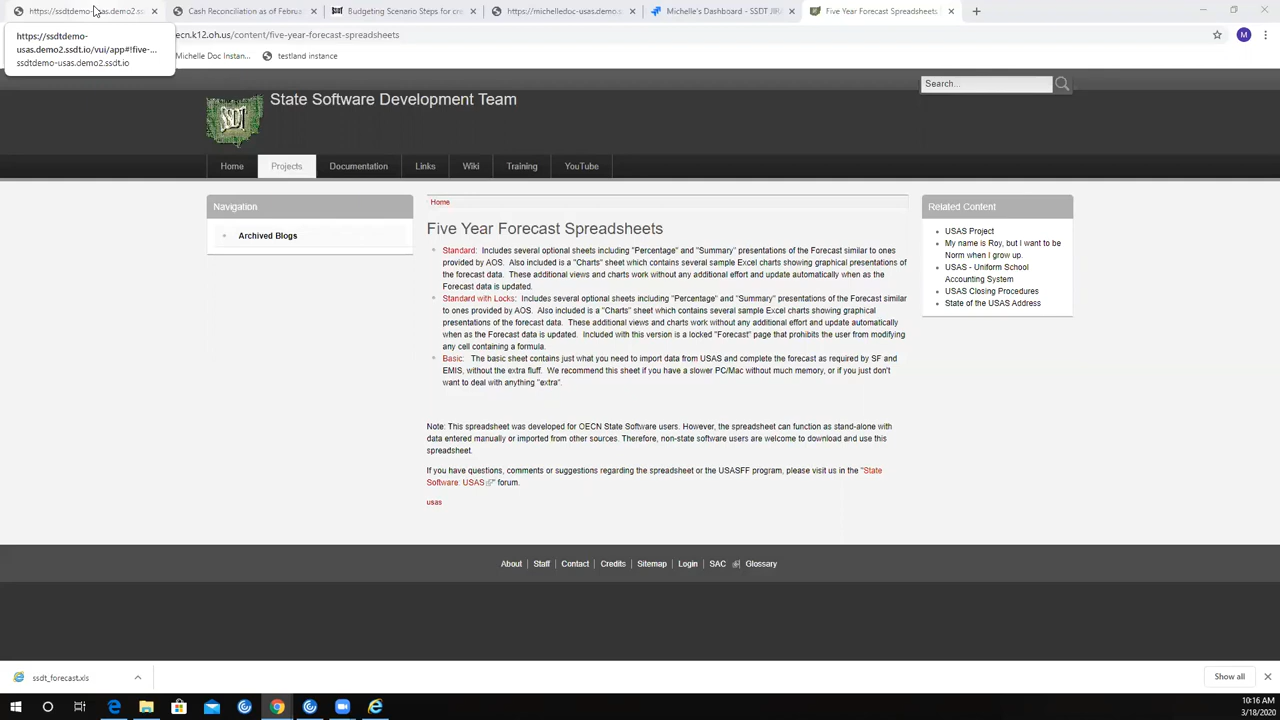 https://ssdtdemo-usas.demo2.ss
Cash Reconciliation as of Februa
Budgeting Scenario Steps for cre
https://michelledoc-usas.demo.s
Michelle's Dashboard - SSDT JIRA
Five Year Forecast Spreadsheets
https://ssdtdemo-
usas.demo2.ssdt.io/vui/app#!five-...
ssdtdemo-usas.demo2.ssdt.io
ecn.k12.oh.us/content/five-year-forecast-spreadsheets
M
Michelle Doc Instan...
testland instance
SSDT
State Software Development Team
Search...
Home
Projects
Documentation
Links
Wiki
Training
YouTube
Navigation
Archived Blogs
Home
Five Year Forecast Spreadsheets
Standard: Includes several optional sheets including "Percentage" and "Summary" presentations of the Forecast similar to ones
provided by AOS. Also included is a "Charts" sheet which contains several sample Excel charts showing graphical presentations of
the forecast data. These additional views and charts work without any additional effort and update automatically when as the
Forecast data is updated.
Standard with Locks: Includes several optional sheets including "Percentage" and "Summary" presentations of the Forecast similar
to ones provided by AOS. Also included is a "Charts" sheet which contains several sample Excel charts showing graphical
presentations of the forecast data. These additional views and charts work without any additional effort and update automatically
when as the Forecast data is updated. Included with this version is a locked "Forecast" page that prohibits the user from modifying
any cell containing a formula.
Basic: The basic sheet contains just what you need to import data from USAS and complete the forecast as required by SF and
EMIS, without the extra fluff. We recommend this sheet if you have a slower PC/Mac without much memory, or if you just don't
want to deal with anything "extra".
Note: This spreadsheet was developed for OECN State Software users. However, the spreadsheet can function as stand-alone with
data entered manually or imported from other sources. Therefore, non-state software users are welcome to download and use this
spreadsheet.
If you have questions, comments or suggestions regarding the spreadsheet or the USASFF program, please visit us in the "State
Software: USAS" forum.
usas
Related Content
USAS Project
My name is Roy, but I want to be
Norm when I grow up.
USAS - Uniform School
Accounting System
USAS Closing Procedures
State of the USAS Address
About
Staff
Contact
Credits
Sitemap
Login
SAC
Glossary
ssdt_forecast.xls
Show all
10:16 AM
3/18/2020